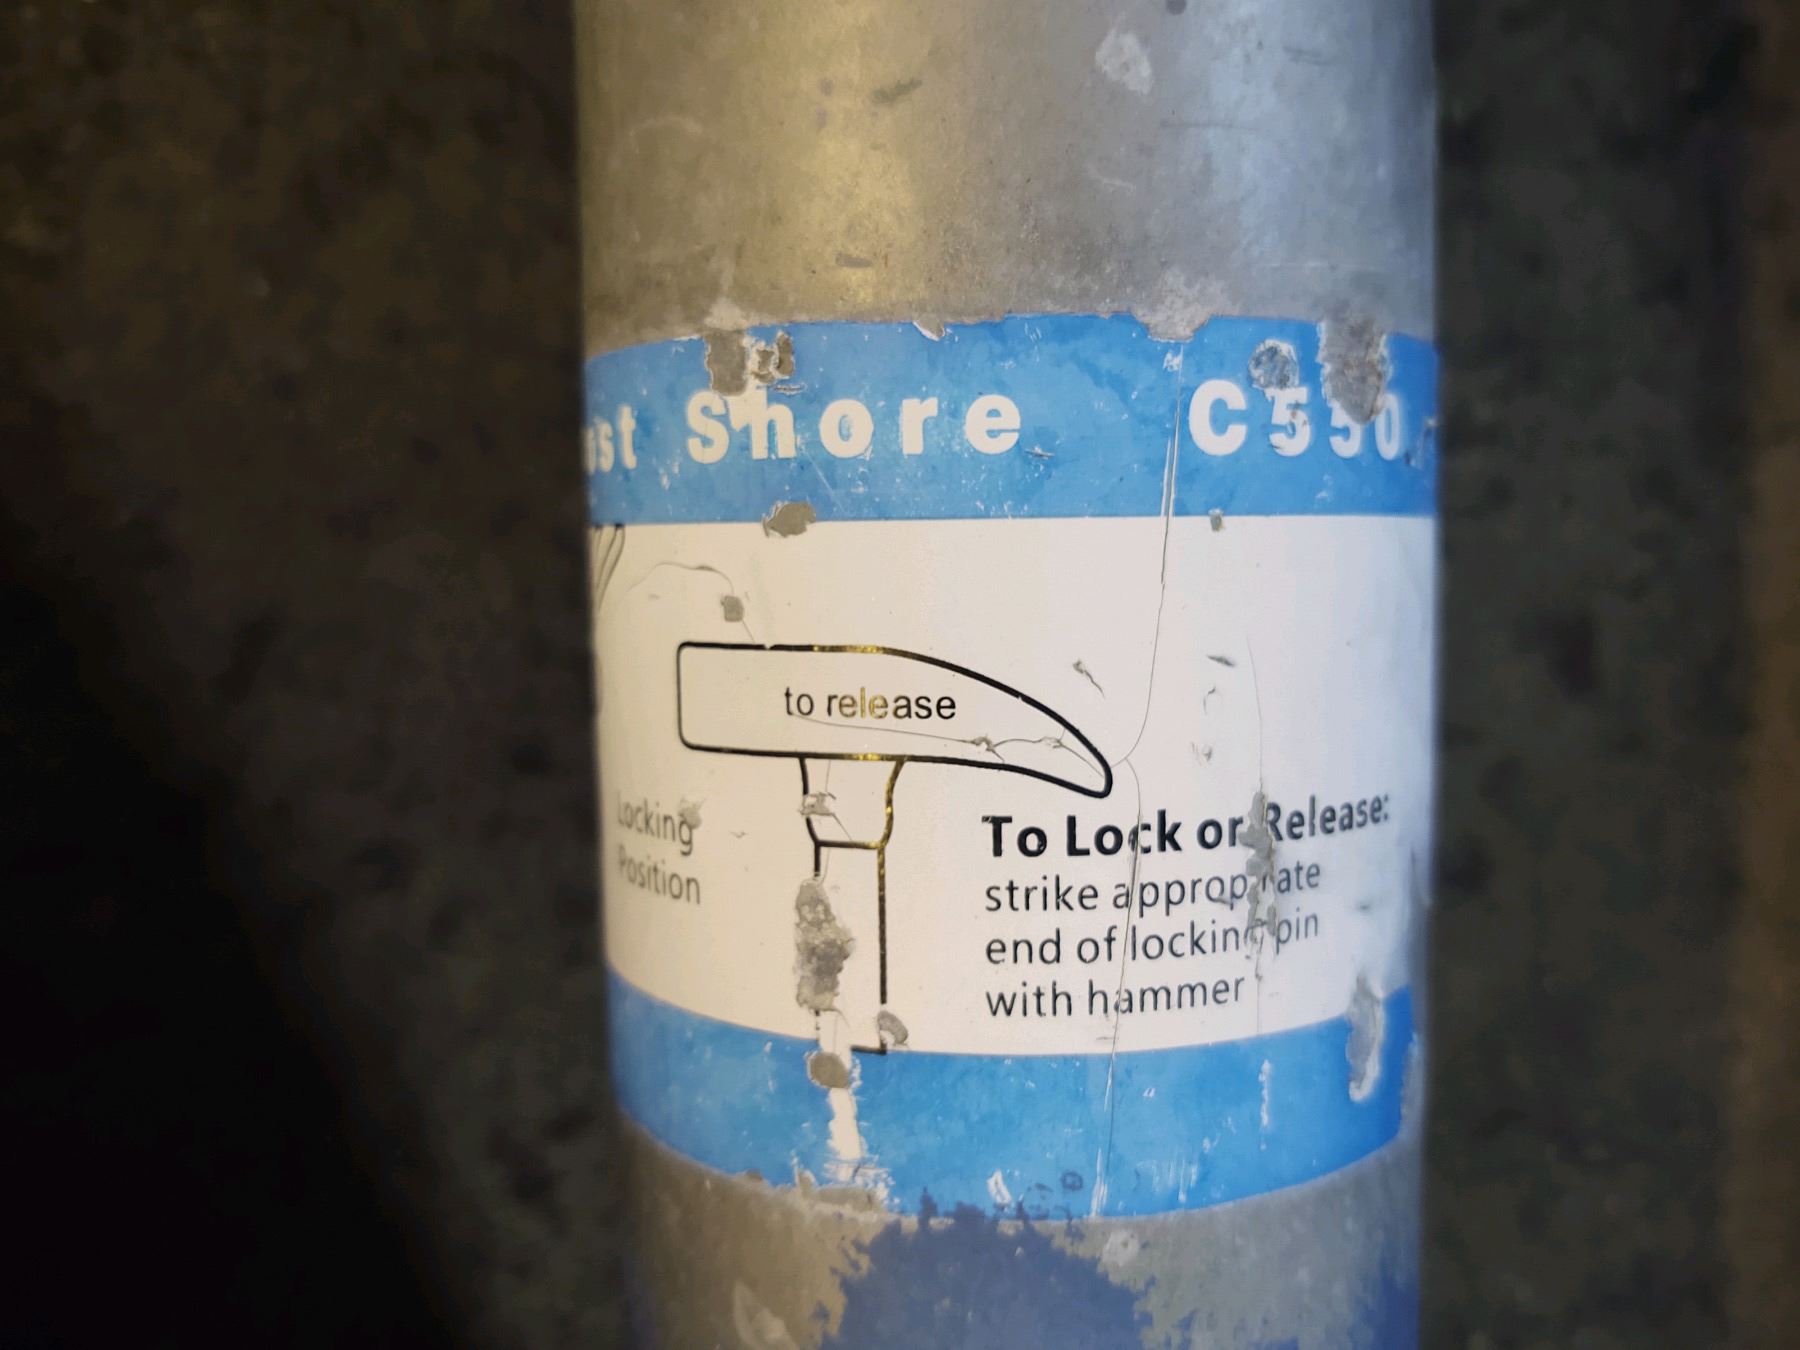 Shore C550
to release
Locking
Position
To Lock or Release:
strike appropriate
end of locking pin
with hammer